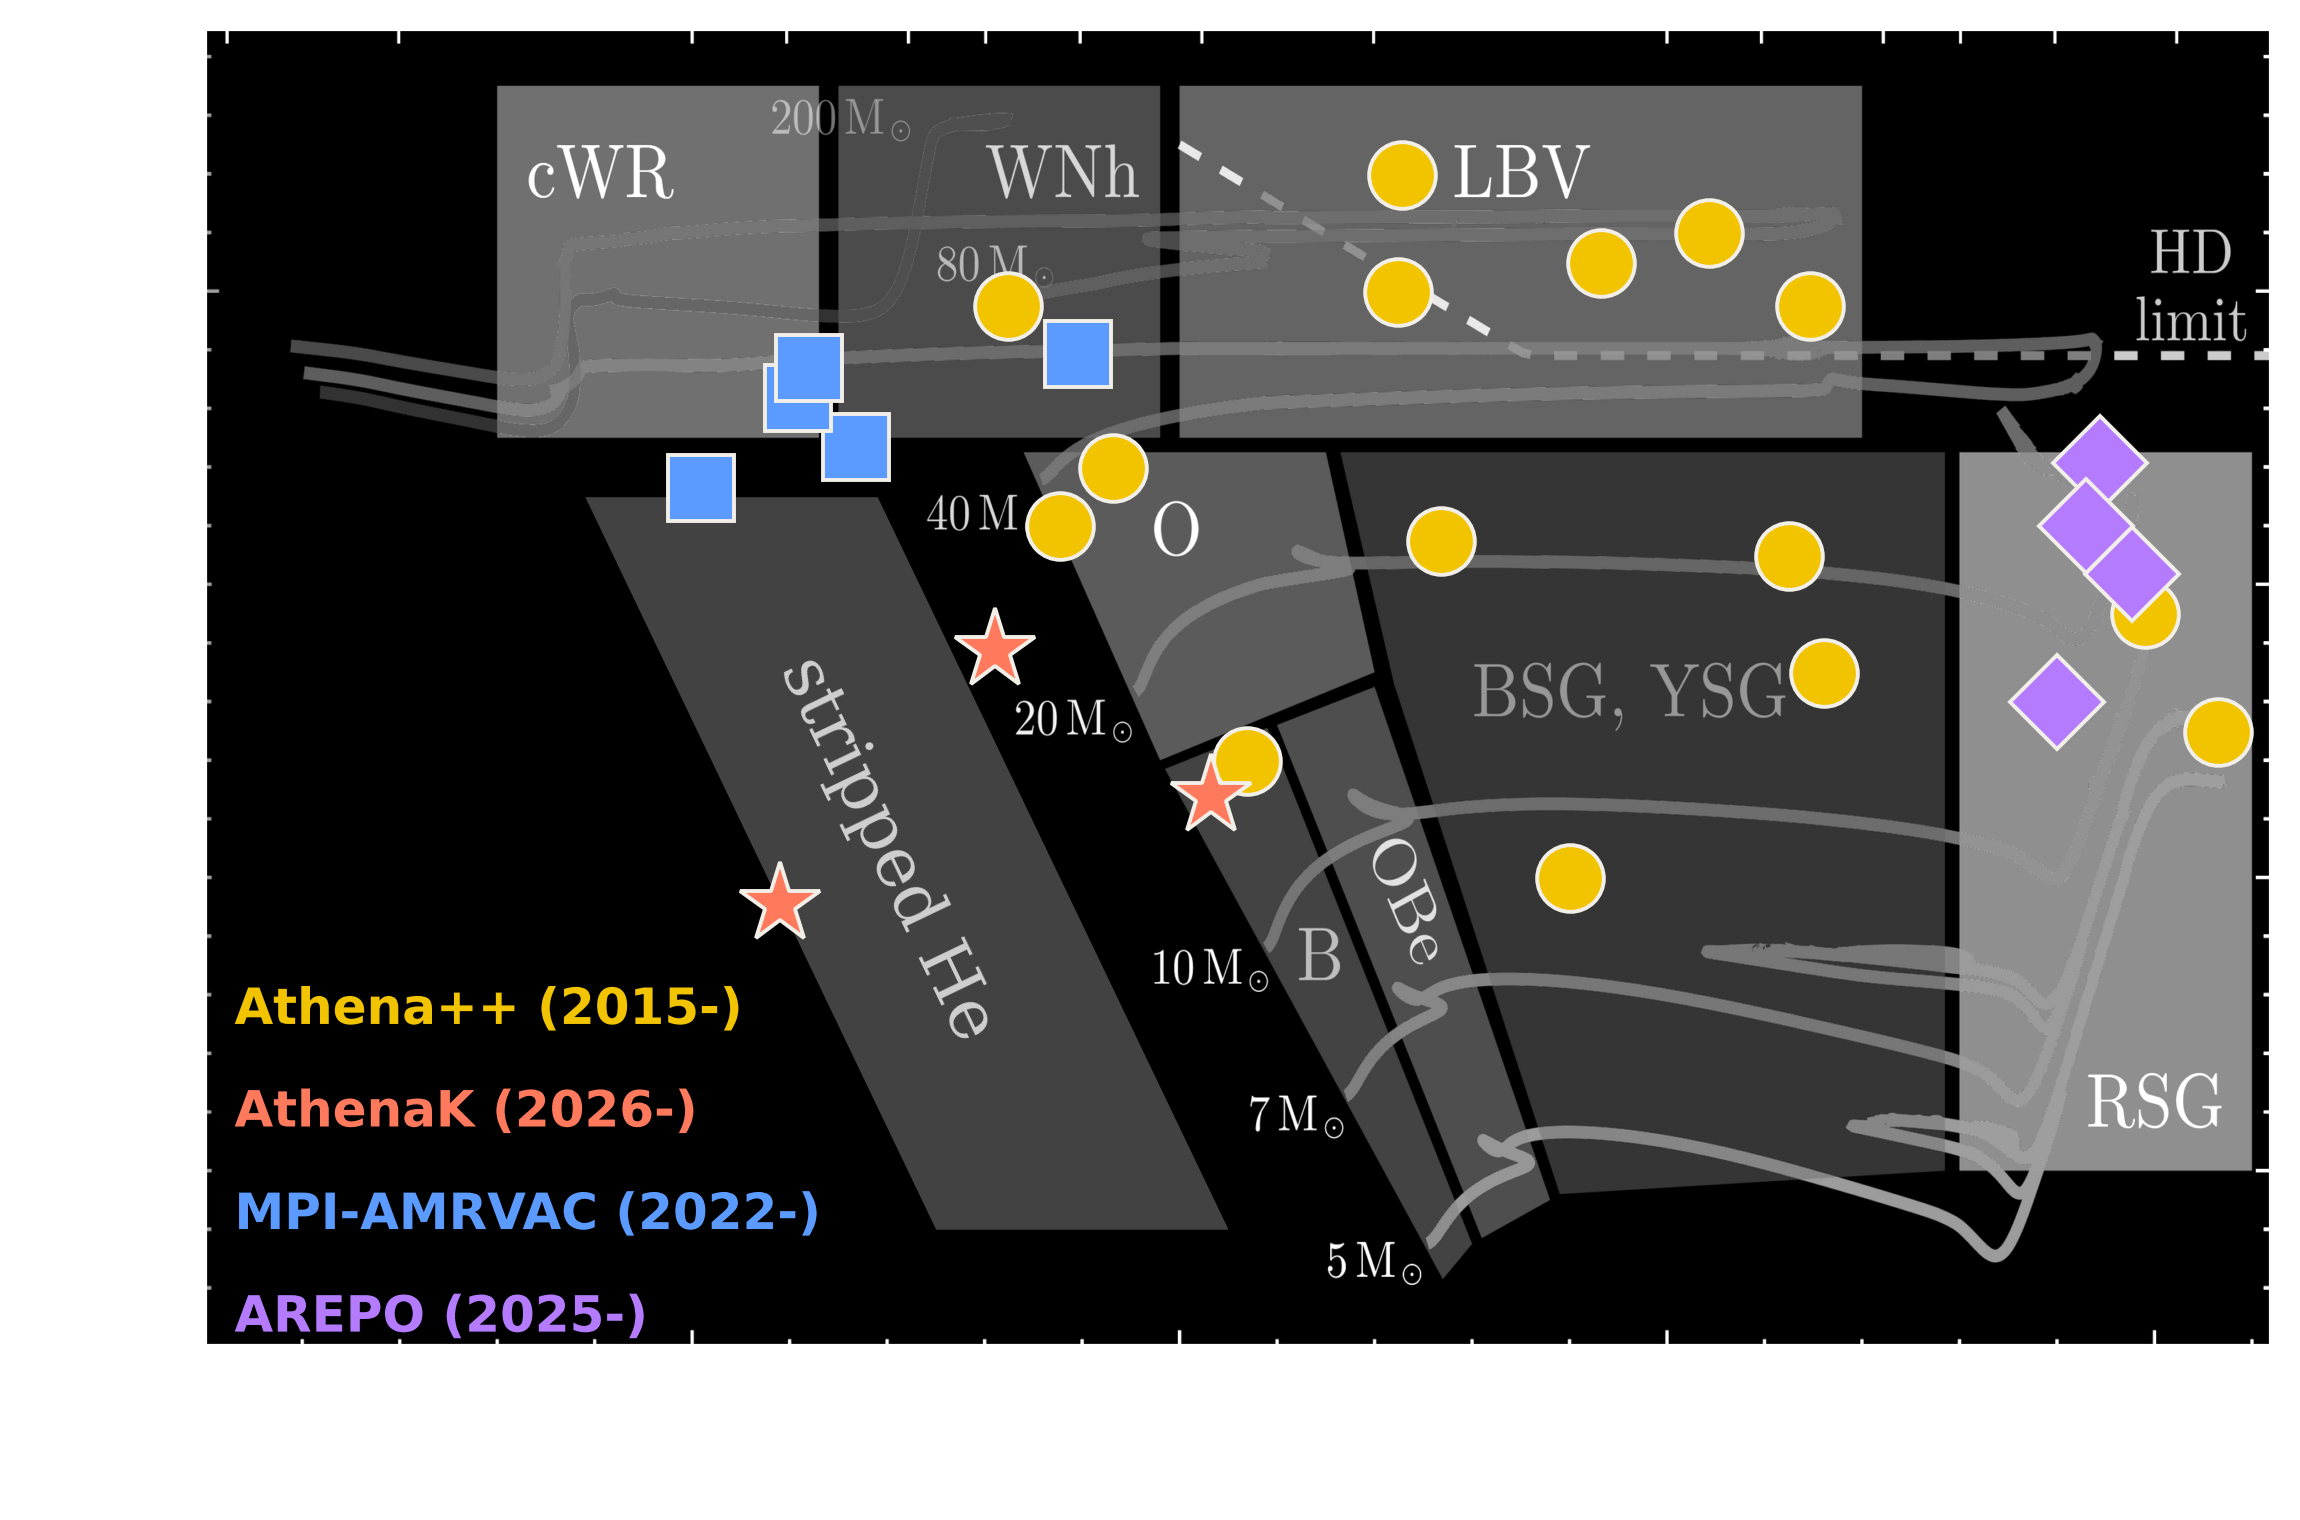 200 M☉
cWR
WNh
LBV
80 M☉
HD
limit
40 M
O
stripped He
20 M☉
BSG, YSG
OBe
B
10 M☉
7 M☉
RSG
5 M☉
Athena++ (2015-)
AthenaK (2026-)
MPI-AMRVAC (2022-)
AREPO (2025-)